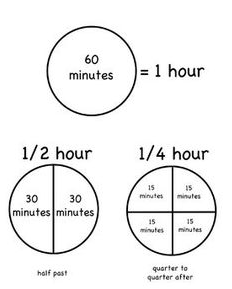 60
minutes
= 1 hour
1/2 hour
1/4 hour
30
minutes
30
minutes
15
minutes
15
minutes
15
minutes
15
minutes
half past
quarter to
quarter after